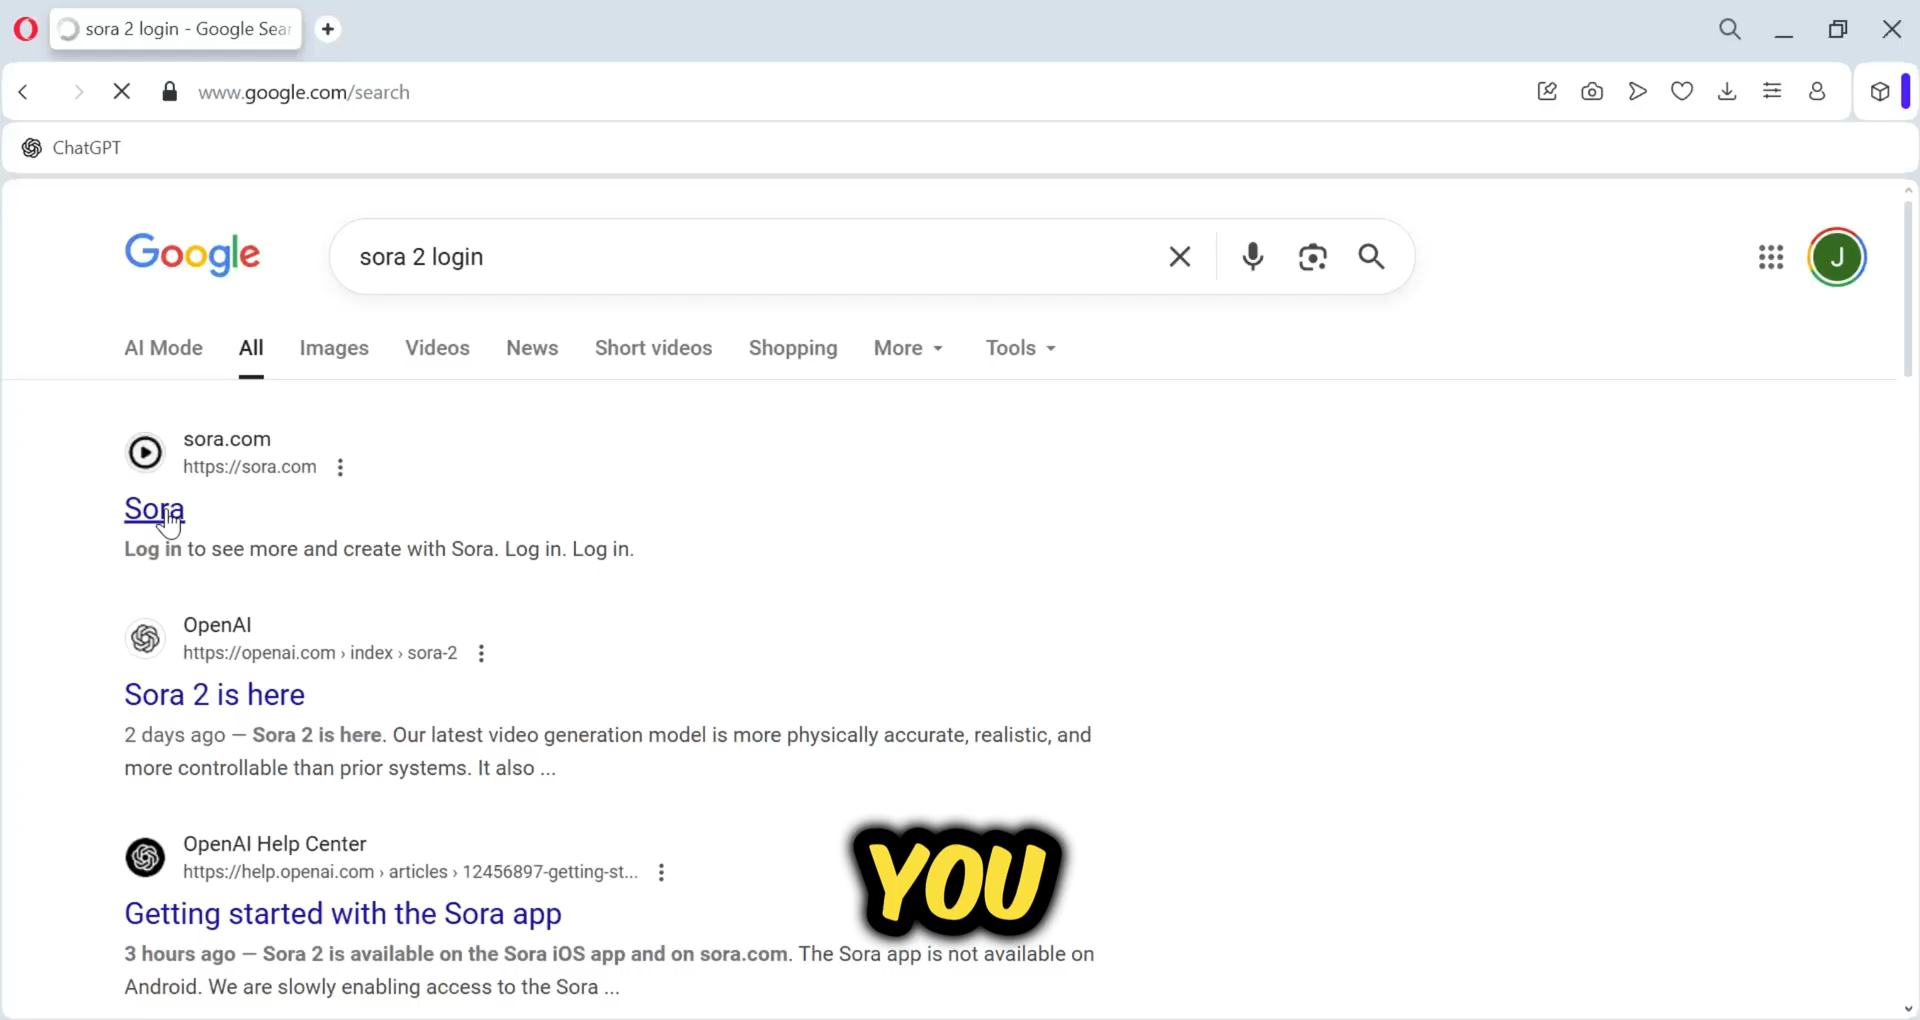 sora 2 login - Google Sear
www.google.com/search
ChatGPT
Google
sora 2 login
J
AI Mode
All
Images
Videos
News
Short videos
Shopping
More
Tools
sora.com
https://sora.com
Sora
Log in to see more and create with Sora. Log in. Log in.
OpenAI
https://openai.com › index › sora-2
Sora 2 is here
2 days ago — Sora 2 is here. Our latest video generation model is more physically accurate, realistic, and
more controllable than prior systems. It also ...
OpenAI Help Center
https://help.openai.com › articles › 12456897-getting-st...
Getting started with the Sora app
3 hours ago — Sora 2 is available on the Sora iOS app and on sora.com. The Sora app is not available on
Android. We are slowly enabling access to the Sora ...
YOU